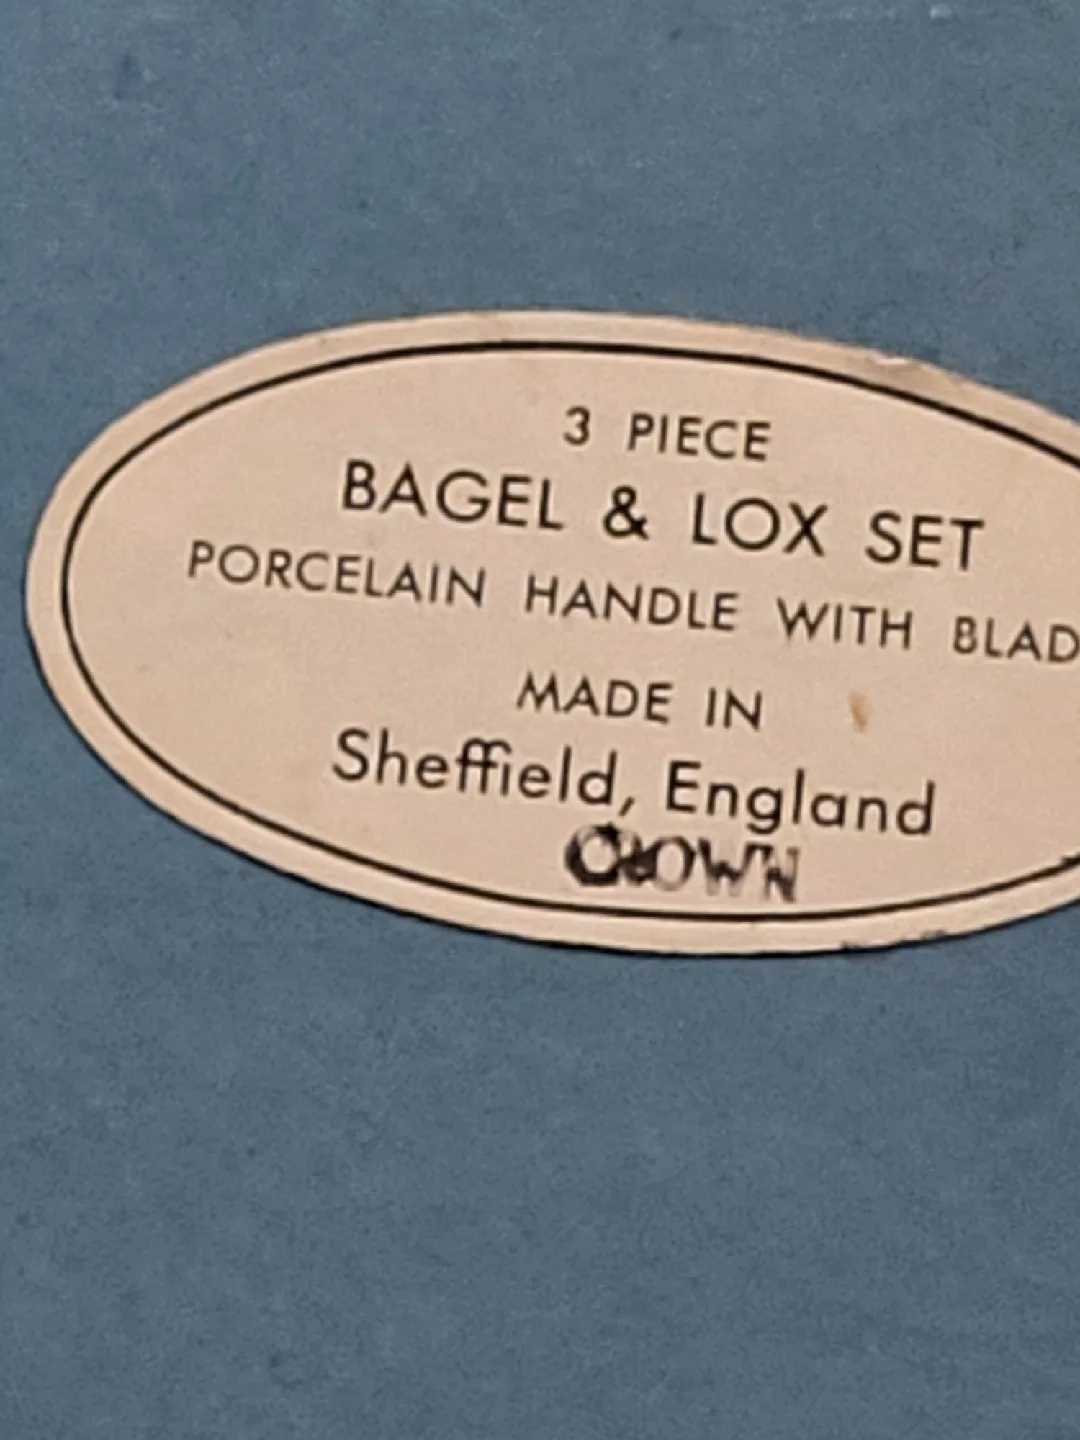 3 PIECE
BAGEL & LOX SET
PORCELAIN HANDLE WITH BLAD
MADE IN
Sheffield, England
CROWN